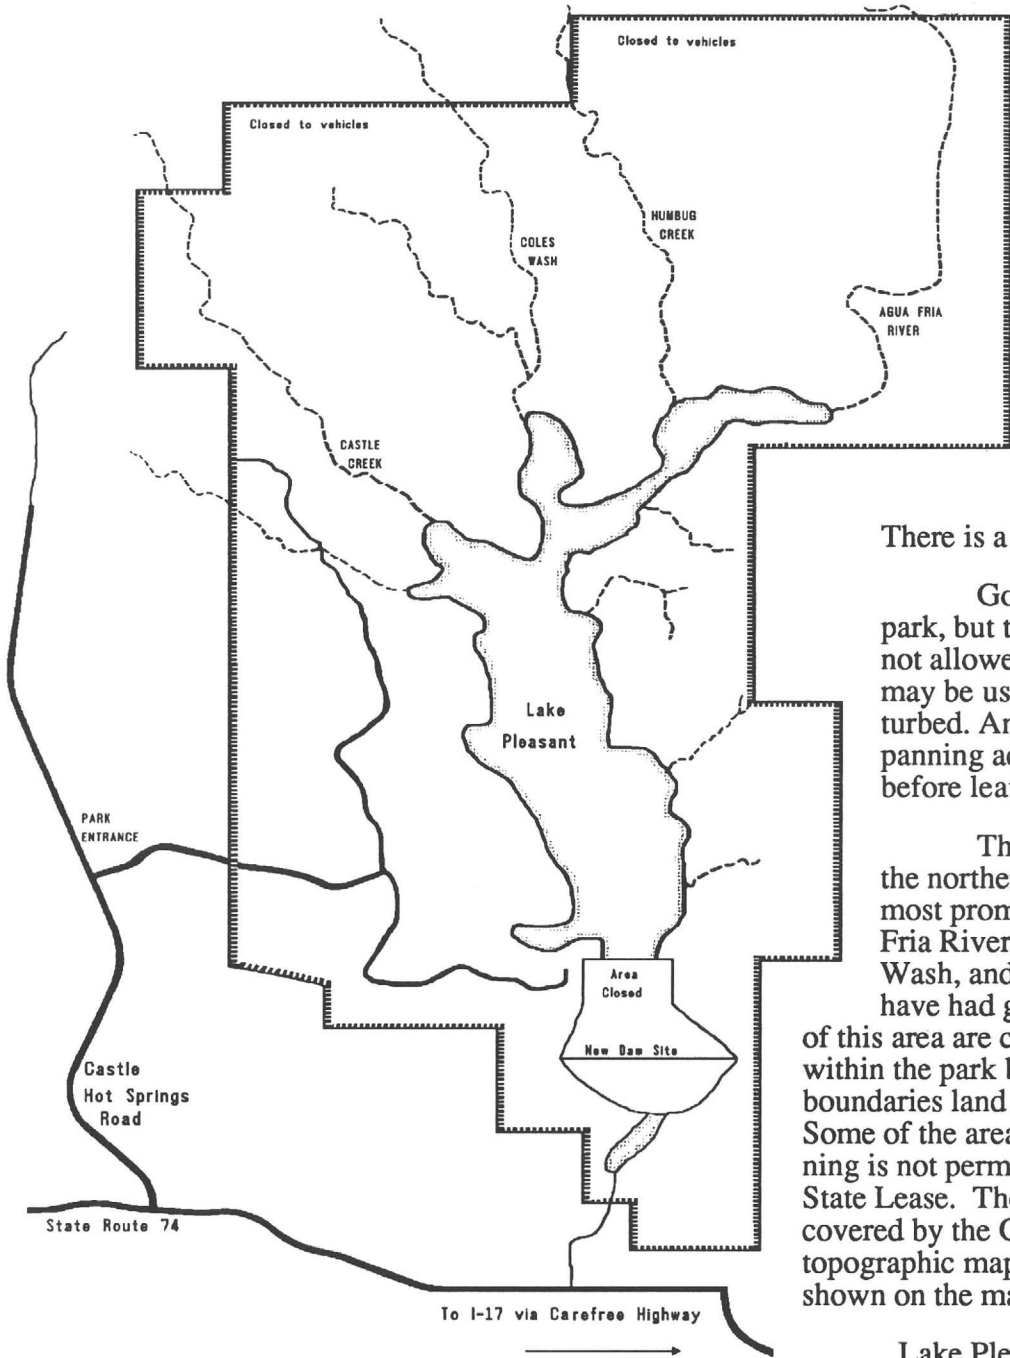 Closed to vehicles
Closed to vehicles
HUMBUG
CREEK
COLES
WASH
AGUA FRIA
RIVER
CASTLE
CREEK
Lake
Pleasant
PARK
ENTRANCE
Area
Closed
New Dam Site
Castle
Hot Springs
Road
State Route 74
To I-17 via Carefree Highway
There is a
Go
park, but t
not allowe
may be us
turbed. An
panning ac
before leav
Th
the northe
most prom
Fria River
Wash, and
have had g
of this area are c
within the park b
boundaries land
Some of the area
ning is not perm
State Lease. The
covered by the G
topographic map
shown on the ma
Lake Ple